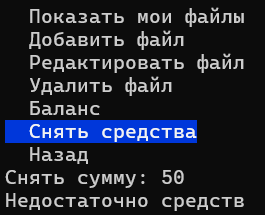 Показать мои файлы
Добавить файл
Редактировать файл
Удалить файл
Баланс
Снять средства
Назад
Снять сумму: 50
Недостаточно средств